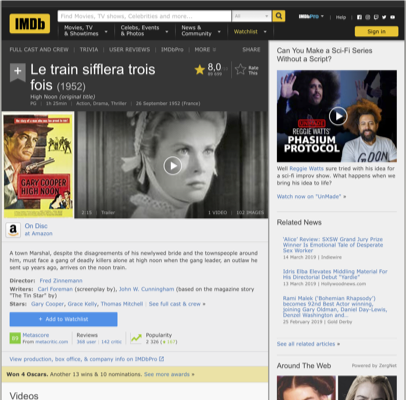 IMDb
Find Movies, TV shows, Celebrities and more...
All
IMDbPro
Help
Movies, TV
& Showtimes
Celebs, Events
& Photos
News &
Community
Watchlist
Sign in
FULL CAST AND CREW | TRIVIA | USER REVIEWS | IMDbPro | MORE
SHARE
Le train sifflera trois
fois (1952)
High Noon (original title)
8,0
Rate
This
PG | 1h 25min | Action, Drama, Thriller | 26 September 1952 (France)
GARY COOPER
HIGH NOON
Trailer
1 VIDEO
102 IMAGES
On Disc
at Amazon
A town Marshal, despite the disagreements of his newlywed bride and the townspeople around
him, must face a gang of deadly killers alone at high noon when the gang leader, an outlaw he
sent up years ago, arrives on the noon train.
Director: Fred Zinnemann
Writers: Carl Foreman (screenplay by), John W. Cunningham (based on the magazine story
"The Tin Star" by)
Stars: Gary Cooper, Grace Kelly, Thomas Mitchell | See full cast & crew »
+ Add to Watchlist
Metascore
From metacritic.com
Reviews
368 user | 142 critic
Popularity
View production, box office, & company info on IMDbPro
Won 4 Oscars. Another 13 wins & 10 nominations. See more awards »
Videos
Can You Make a Sci-Fi Series
Without a Script?
REGGIE WATTS'
PHASIUM
PROTOCOL
Well Reggie Watts sure tried with his idea for
a sci-fi improv show. What happens when we
bring his idea to life?
Watch now on "UnMade" »
Related News
'Alice' Review: SXSW Grand Jury Prize
Winner Is Emotional Tale of Desperate
Sex Worker
14 March 2019 | Indiewire
Idris Elba Elevates Middling Material For
His Directorial Debut "Yardie"
13 March 2019 | Hollywoodnews.com
Rami Malek ('Bohemian Rhapsody')
becomes 92nd Best Actor winning,
joining Gary Oldman, Daniel Day-Lewis,
Denzel Washington and..
25 February 2019 | Gold Derby
See all related articles »
Around The Web
Powered by ZergNet